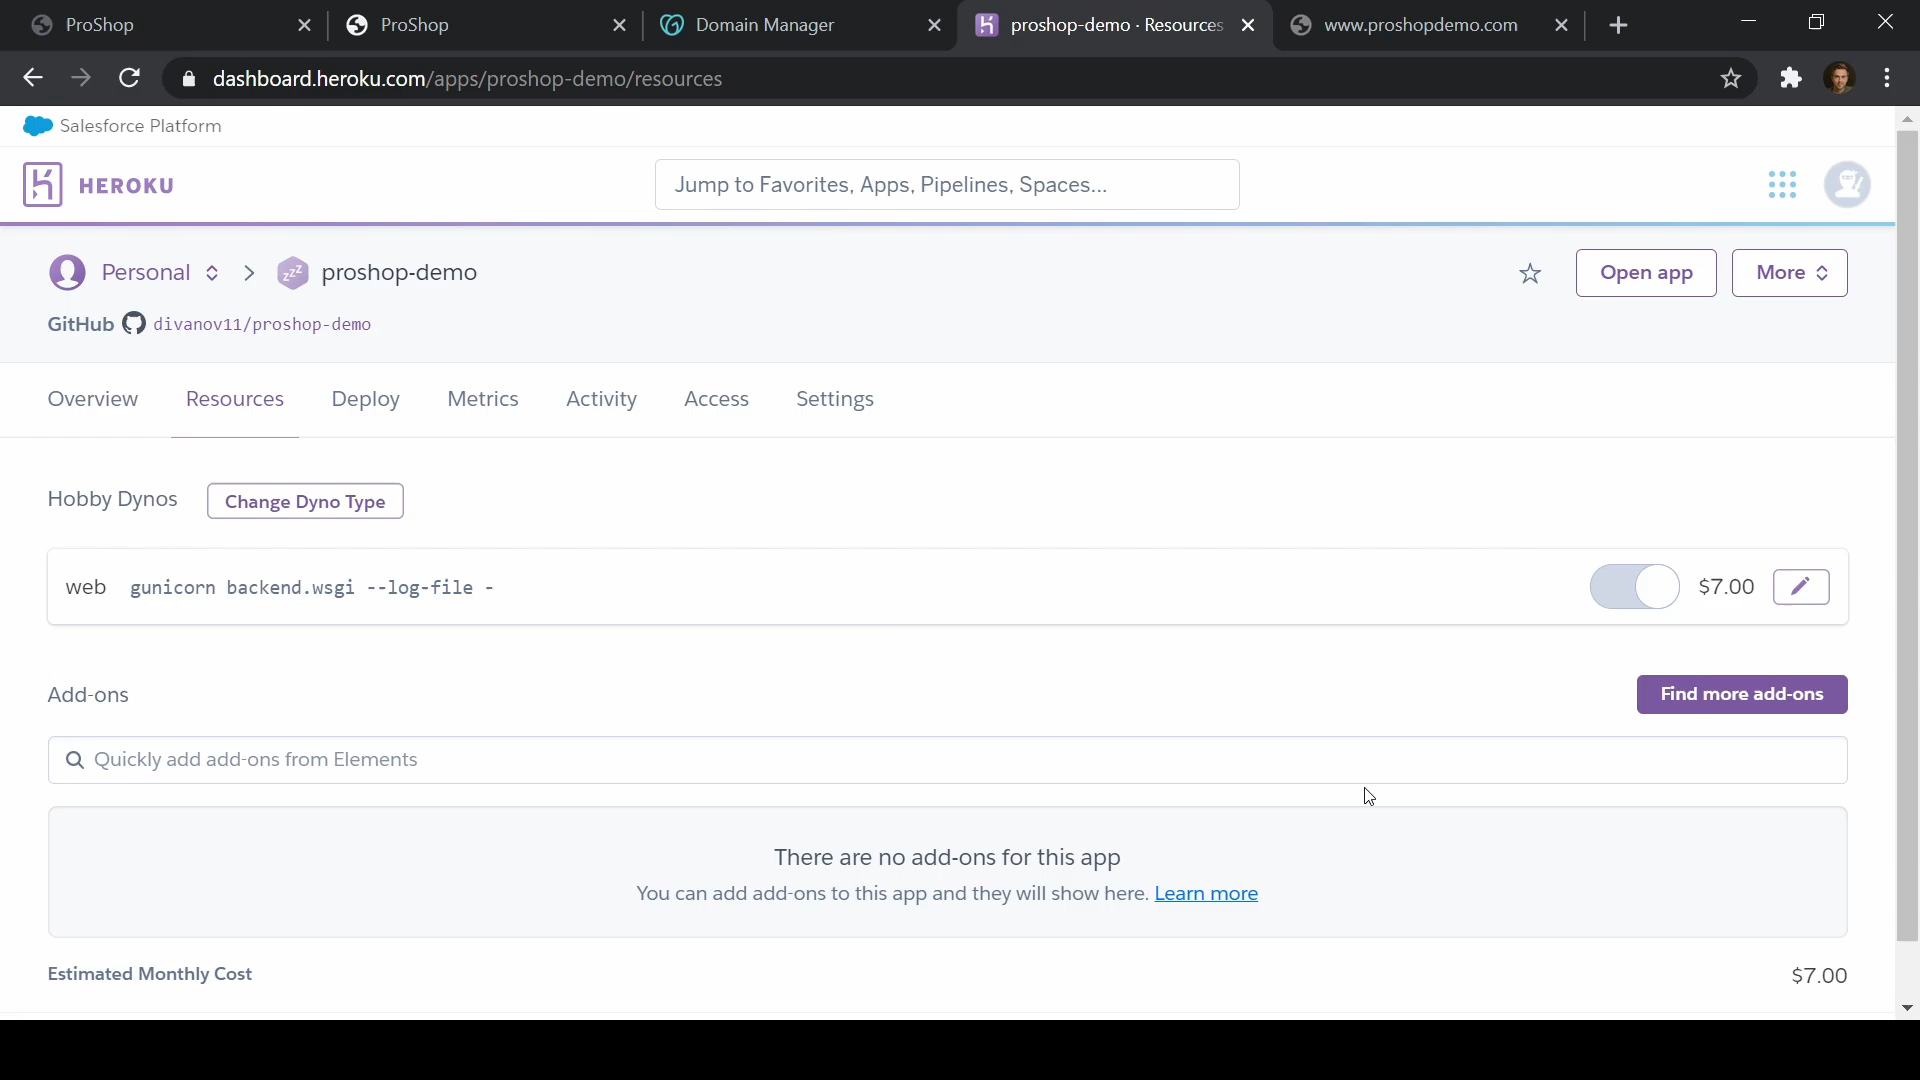 ProShop
ProShop
Domain Manager
proshop-demo · Resources
www.proshopdemo.com
dashboard.heroku.com/apps/proshop-demo/resources
Salesforce Platform
HEROKU
Jump to Favorites, Apps, Pipelines, Spaces...
Personal
proshop-demo
Open app
More
GitHub divanov11/proshop-demo
Overview
Resources
Deploy
Metrics
Activity
Access
Settings
Hobby Dynos
Change Dyno Type
web gunicorn backend.wsgi --log-file -
$7.00
Add-ons
Find more add-ons
Quickly add add-ons from Elements
There are no add-ons for this app
You can add add-ons to this app and they will show here. Learn more
Estimated Monthly Cost
$7.00